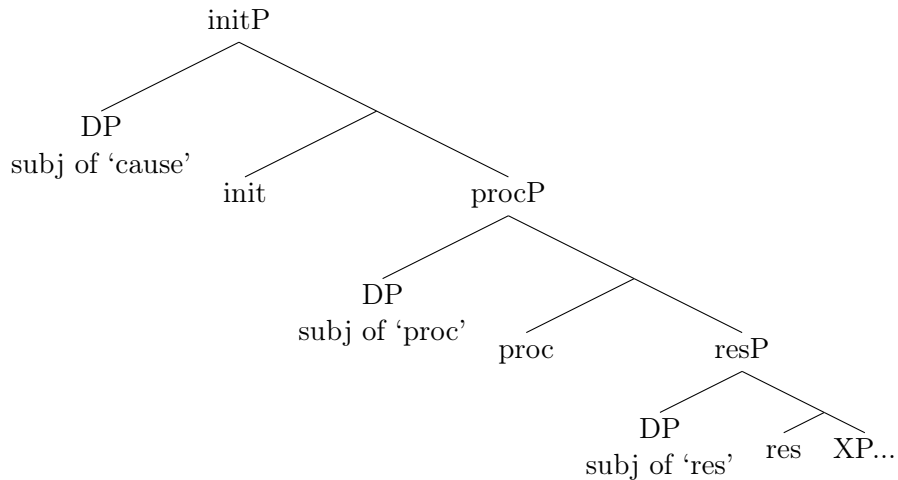 initP
DP
subj of ‘cause’
init
procP
DP
subj of ‘proc’
proc
resP
DP
subj of ‘res’
res
XP...